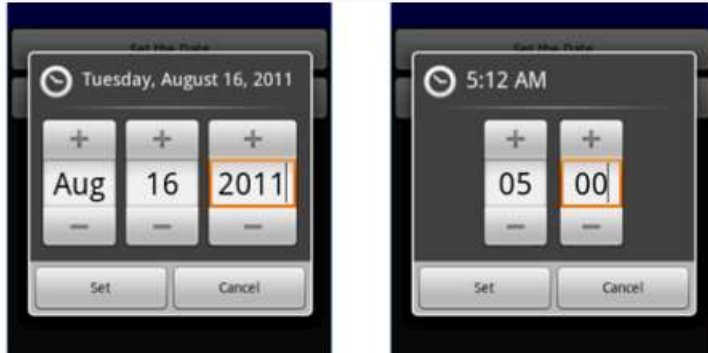 Set the Date
Tuesday, August 16, 2011
+ + +
Aug 16 2011
- - -
Set Cancel
Set the Date
5:12 AM
+ +
05 00
- -
Set Cancel